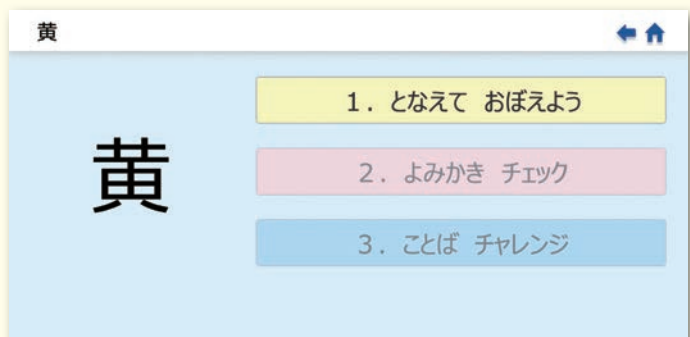 黄
黄
1. となえて おぼえよう
2. よみかき チェック
3. ことば チャレンジ